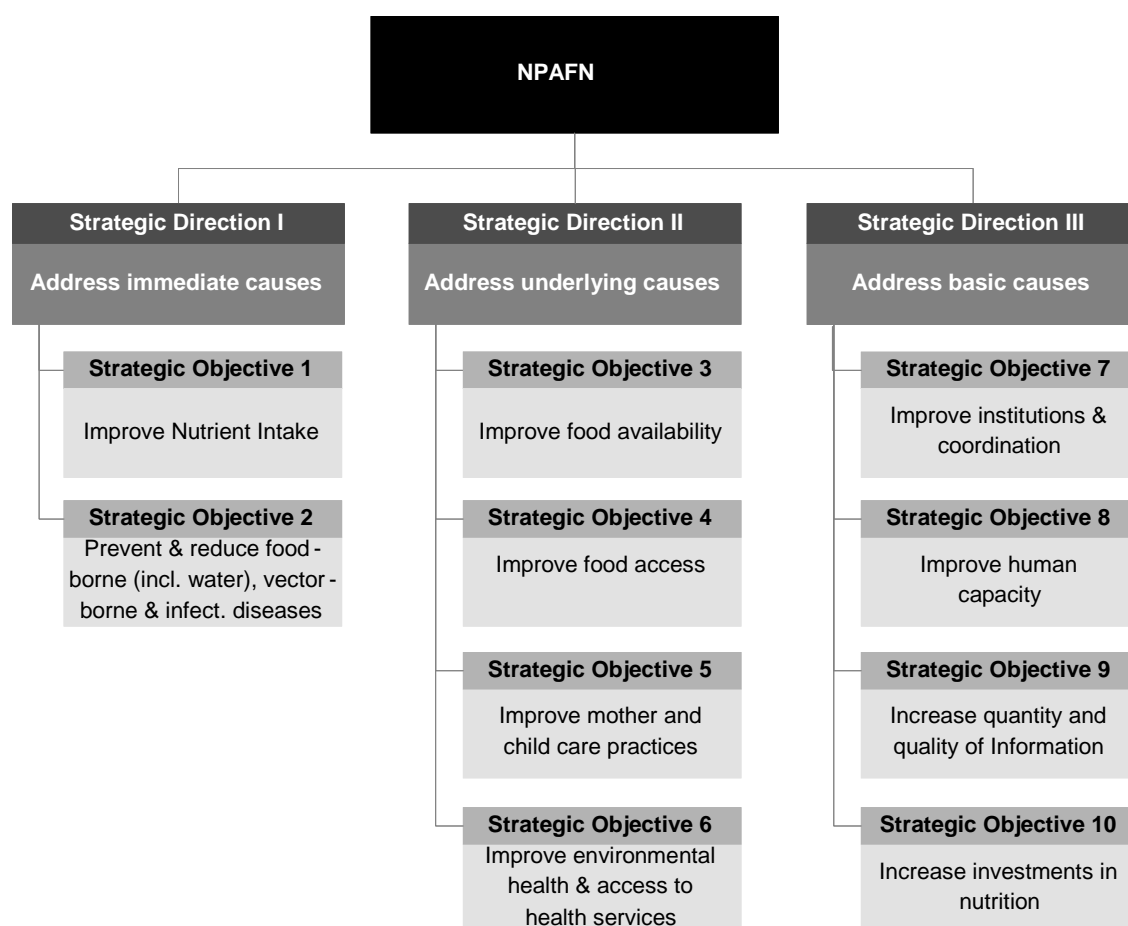 NPAFN
Strategic Direction I
Address immediate causes
Strategic Objective 1
Improve Nutrient Intake
Strategic Objective 2
Prevent & reduce food -
borne (incl. water), vector -
borne & infect. diseases
Strategic Direction II
Address underlying causes
Strategic Objective 3
Improve food availability
Strategic Objective 4
Improve food access
Strategic Objective 5
Improve mother and
child care practices
Strategic Objective 6
Improve environmental
health & access to
health services
Strategic Direction III
Address basic causes
Strategic Objective 7
Improve institutions &
coordination
Strategic Objective 8
Improve human
capacity
Strategic Objective 9
Increase quantity and
quality of Information
Strategic Objective 10
Increase investments in
nutrition